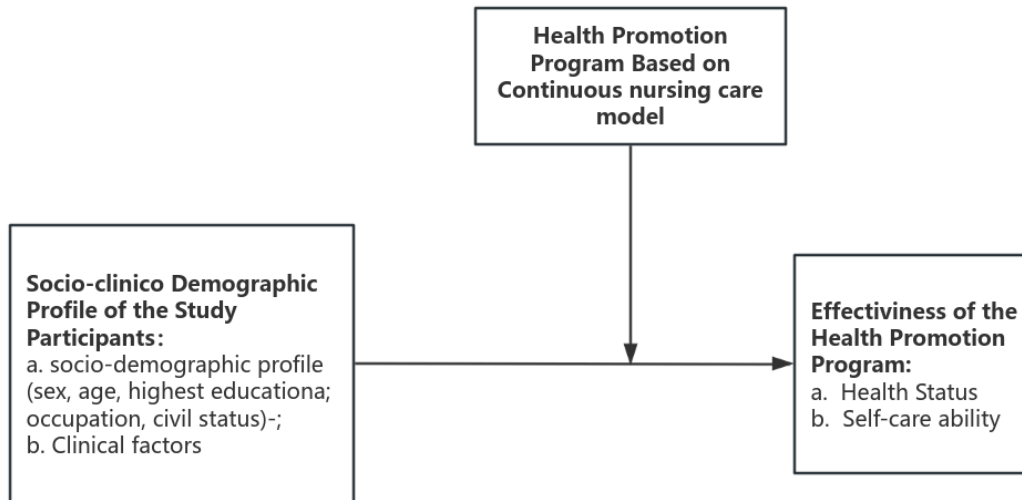 Health Promotion
Program Based on
Continuous nursing care
model
Socio-clinico Demographic
Profile of the Study
Participants:
a. socio-demographic profile
(sex, age, highest educationa;
occupation, civil status)-;
b. Clinical factors
Effectiviness of the
Health Promotion
Program:
a. Health Status
b. Self-care ability